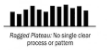 Ragged Plateau: No single clear
process or pattern